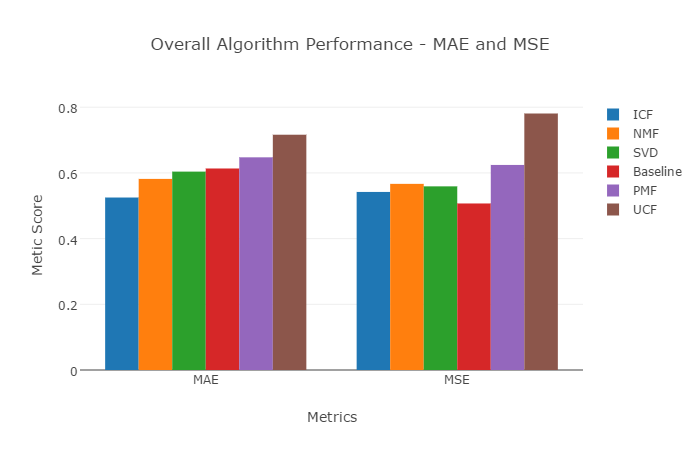 Overall Algorithm Performance - MAE and MSE
0.8
0.6
0.4
0.2
0
Metic Score
MAE
MSE
Metrics
ICF
NMF
SVD
Baseline
PMF
UCF